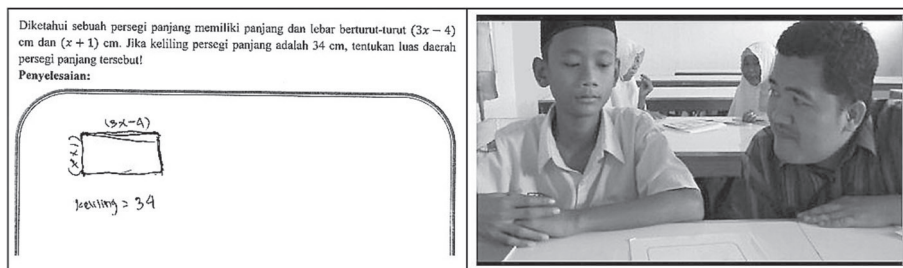 Diketahui sebuah persegi panjang memiliki panjang dan lebar berturut-turut (3x − 4)
cm dan (x + 1) cm. Jika keliling persegi panjang adalah 34 cm, tentukan luas daerah
persegi panjang tersebut!
Penyelesaian:
(3x-4)
keliling = 34